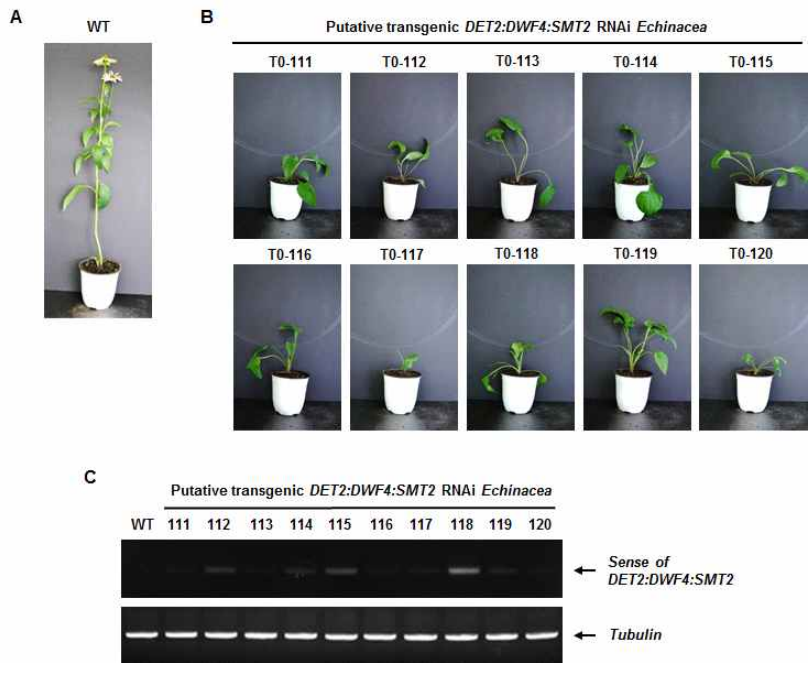 A
WT
B
Putative transgenic DET2:DWF4:SMT2 RNAi Echinacea
T0-111 T0-112 T0-113 T0-114 T0-115
T0-116 T0-117 T0-118 T0-119 T0-120
C
Putative transgenic DET2:DWF4:SMT2 RNAi Echinacea
WT 111 112 113 114 115 116 117 118 119 120
Sense of
DET2:DWF4:SMT2
Tubulin